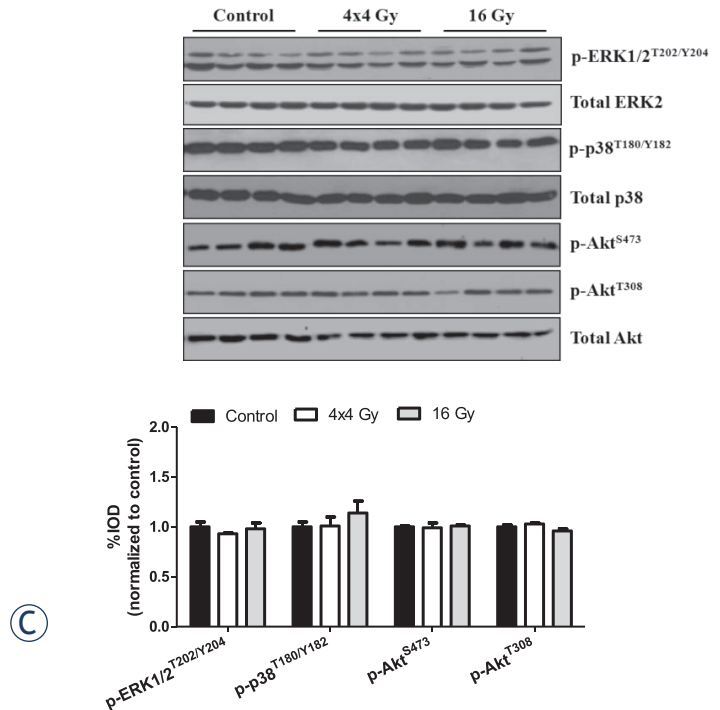 Control 4x4 Gy 16 Gy
p-ERK1/2T202/Y204
Total ERK2
p-p38T180/Y182
Total p38
p-AktS473
p-AktT308
Total Akt
Control 4x4 Gy 16 Gy
2.0
1.5
1.0
0.5
0.0
%IOD
(normalized to control)
p-ERK1/2T202/Y204
p-p38T180/Y182
p-AktS473
p-AktT308
C